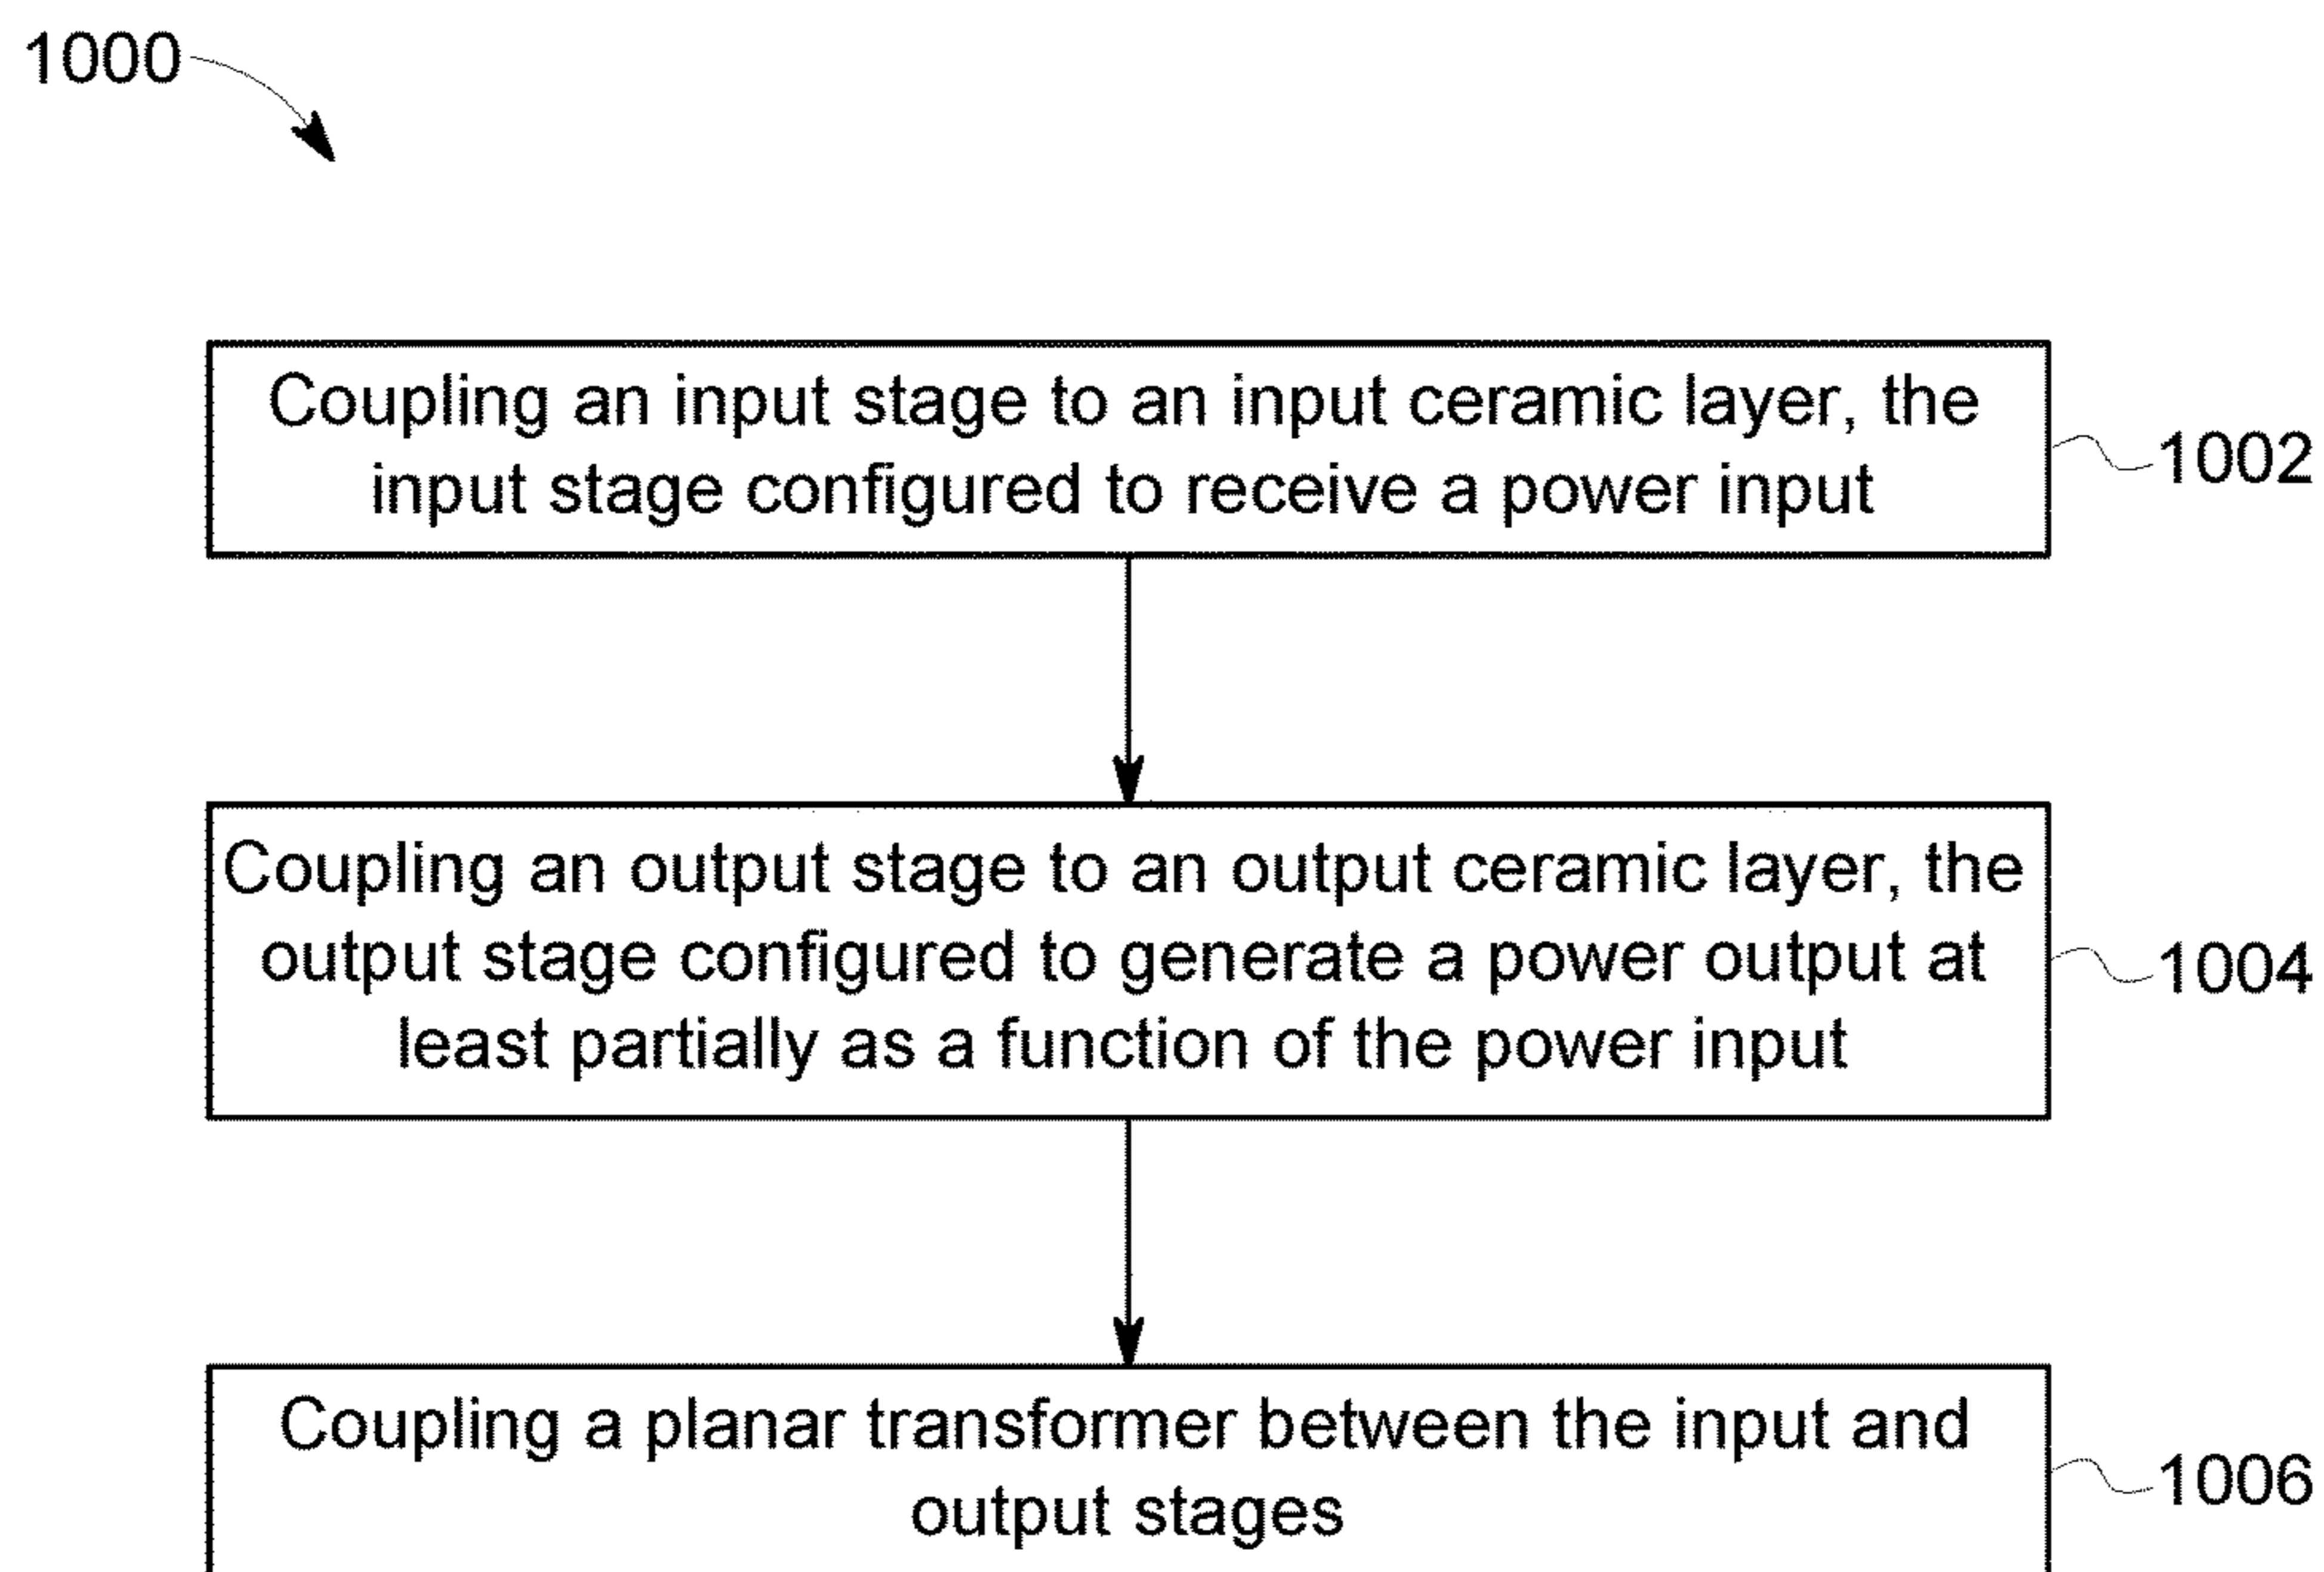 1000
Coupling an input stage to an input ceramic layer, the
input stage configured to receive a power input
1002
Coupling an output stage to an output ceramic layer, the
output stage configured to generate a power output at
least partially as a function of the power input
1004
Coupling a planar transformer between the input and
output stages
1006